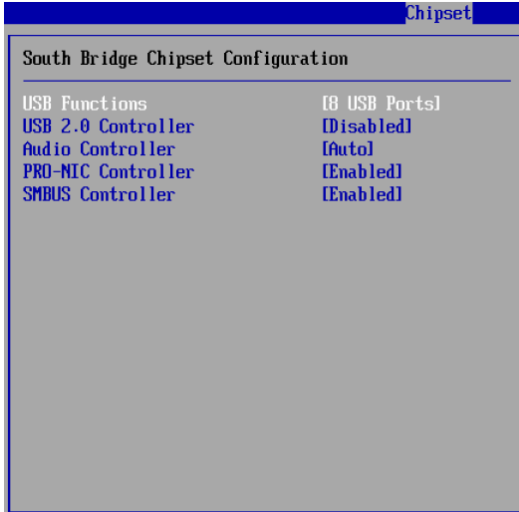 Chipset
South Bridge Chipset Configuration
USB Functions [8 USB Ports]
USB 2.0 Controller [Disabled]
Audio Controller [Auto]
PRO-NIC Controller [Enabled]
SMBUS Controller [Enabled]